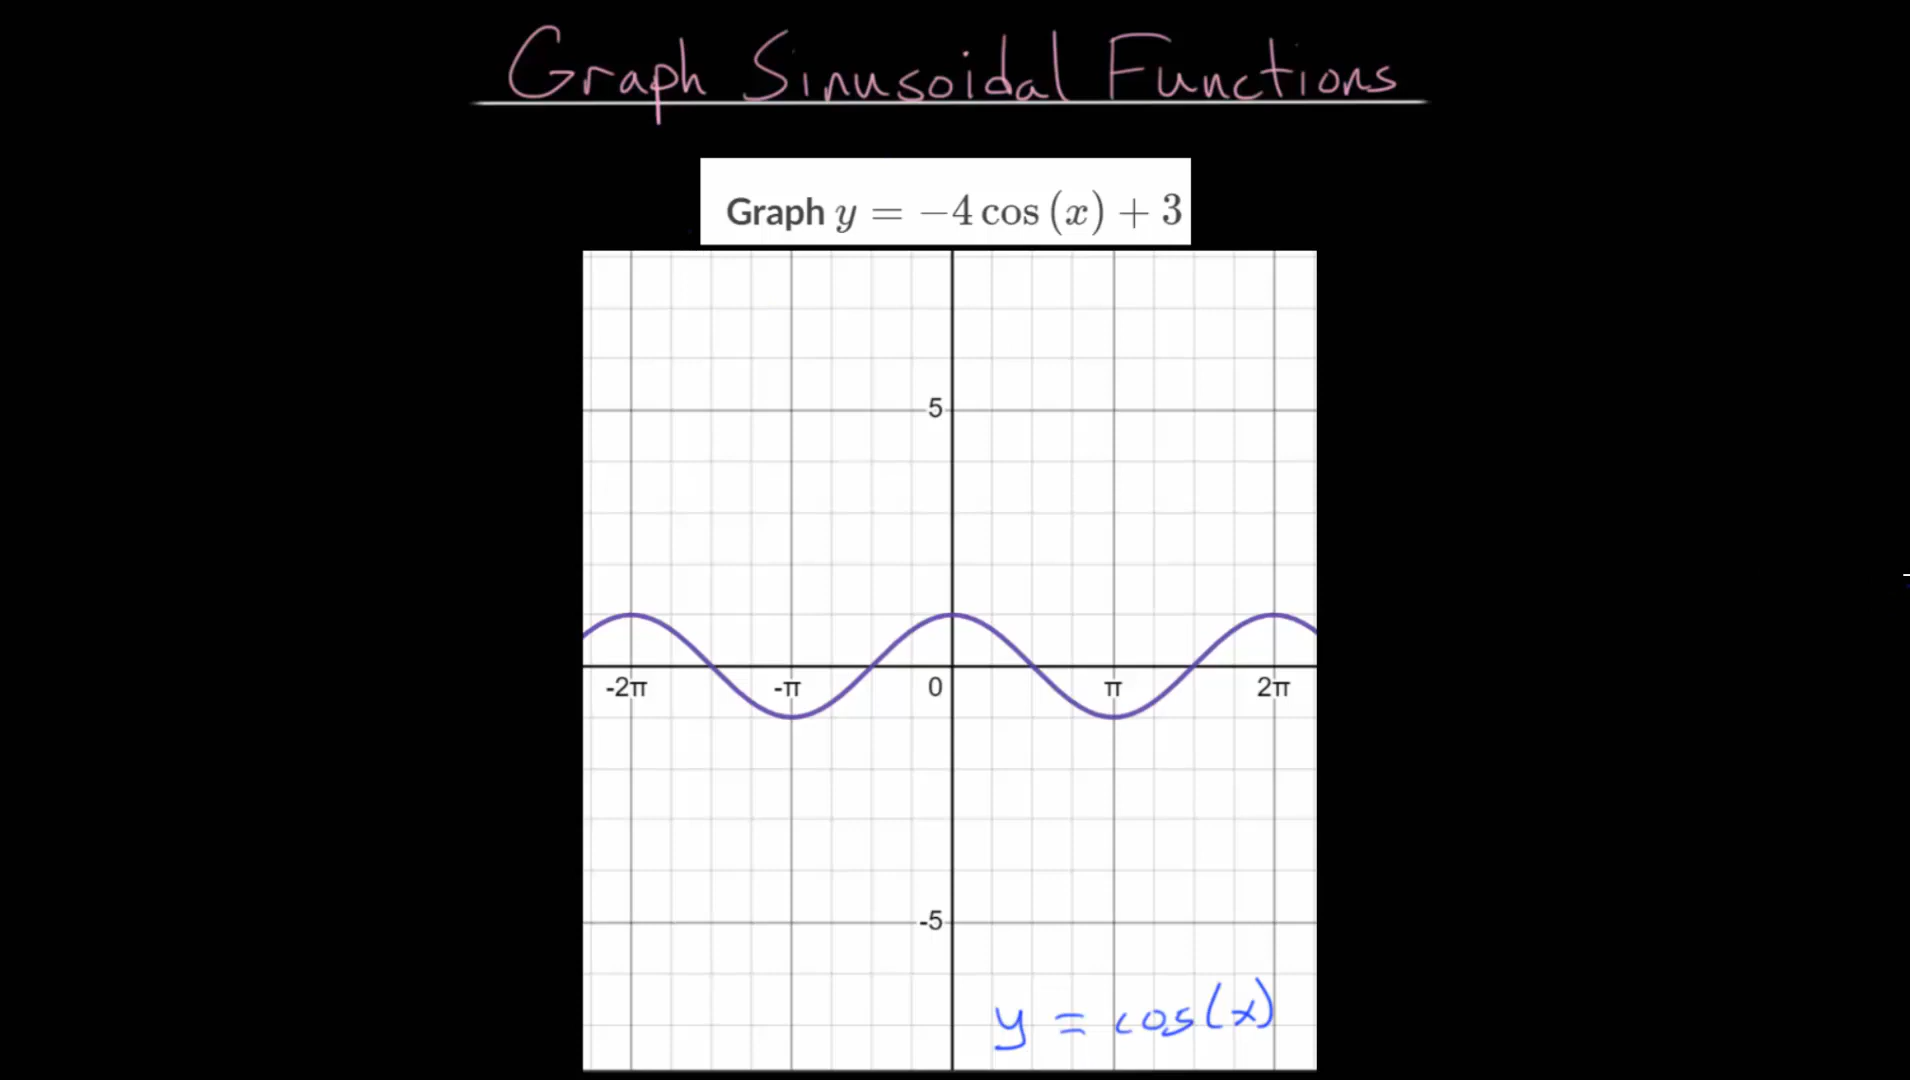 Graph Sinusoidal Functions
Graph y = −4 cos (x) + 3
5
-2π -π 0 π 2π
-5
y = cos(x)